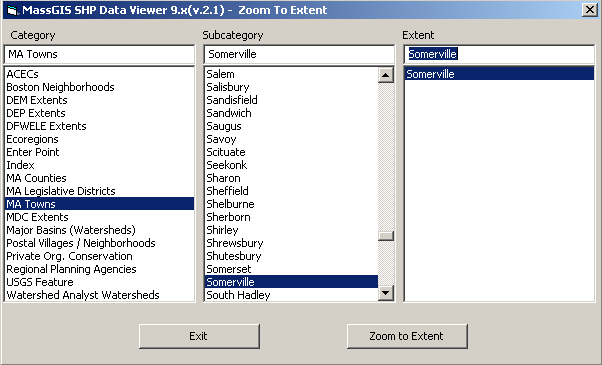 MassGIS SHP Data Viewer 9.x(v.2.1) - Zoom To Extent
Category
MA Towns
ACECs
Boston Neighborhoods
DEM Extents
DEP Extents
DFWELE Extents
Ecoregions
Enter Point
Index
MA Counties
MA Legislative Districts
MA Towns
MDC Extents
Major Basins (Watersheds)
Postal Villages / Neighborhoods
Private Org. Conservation
Regional Planning Agencies
USGS Feature
Watershed Analyst Watersheds
Subcategory
Somerville
Salem
Salisbury
Sandisfield
Sandwich
Saugus
Savoy
Scituate
Seekonk
Sharon
Sheffield
Shelburne
Sherborn
Shirley
Shrewsbury
Shutesbury
Somerset
Somerville
South Hadley
Extent
Somerville
Somerville
Exit
Zoom to Extent